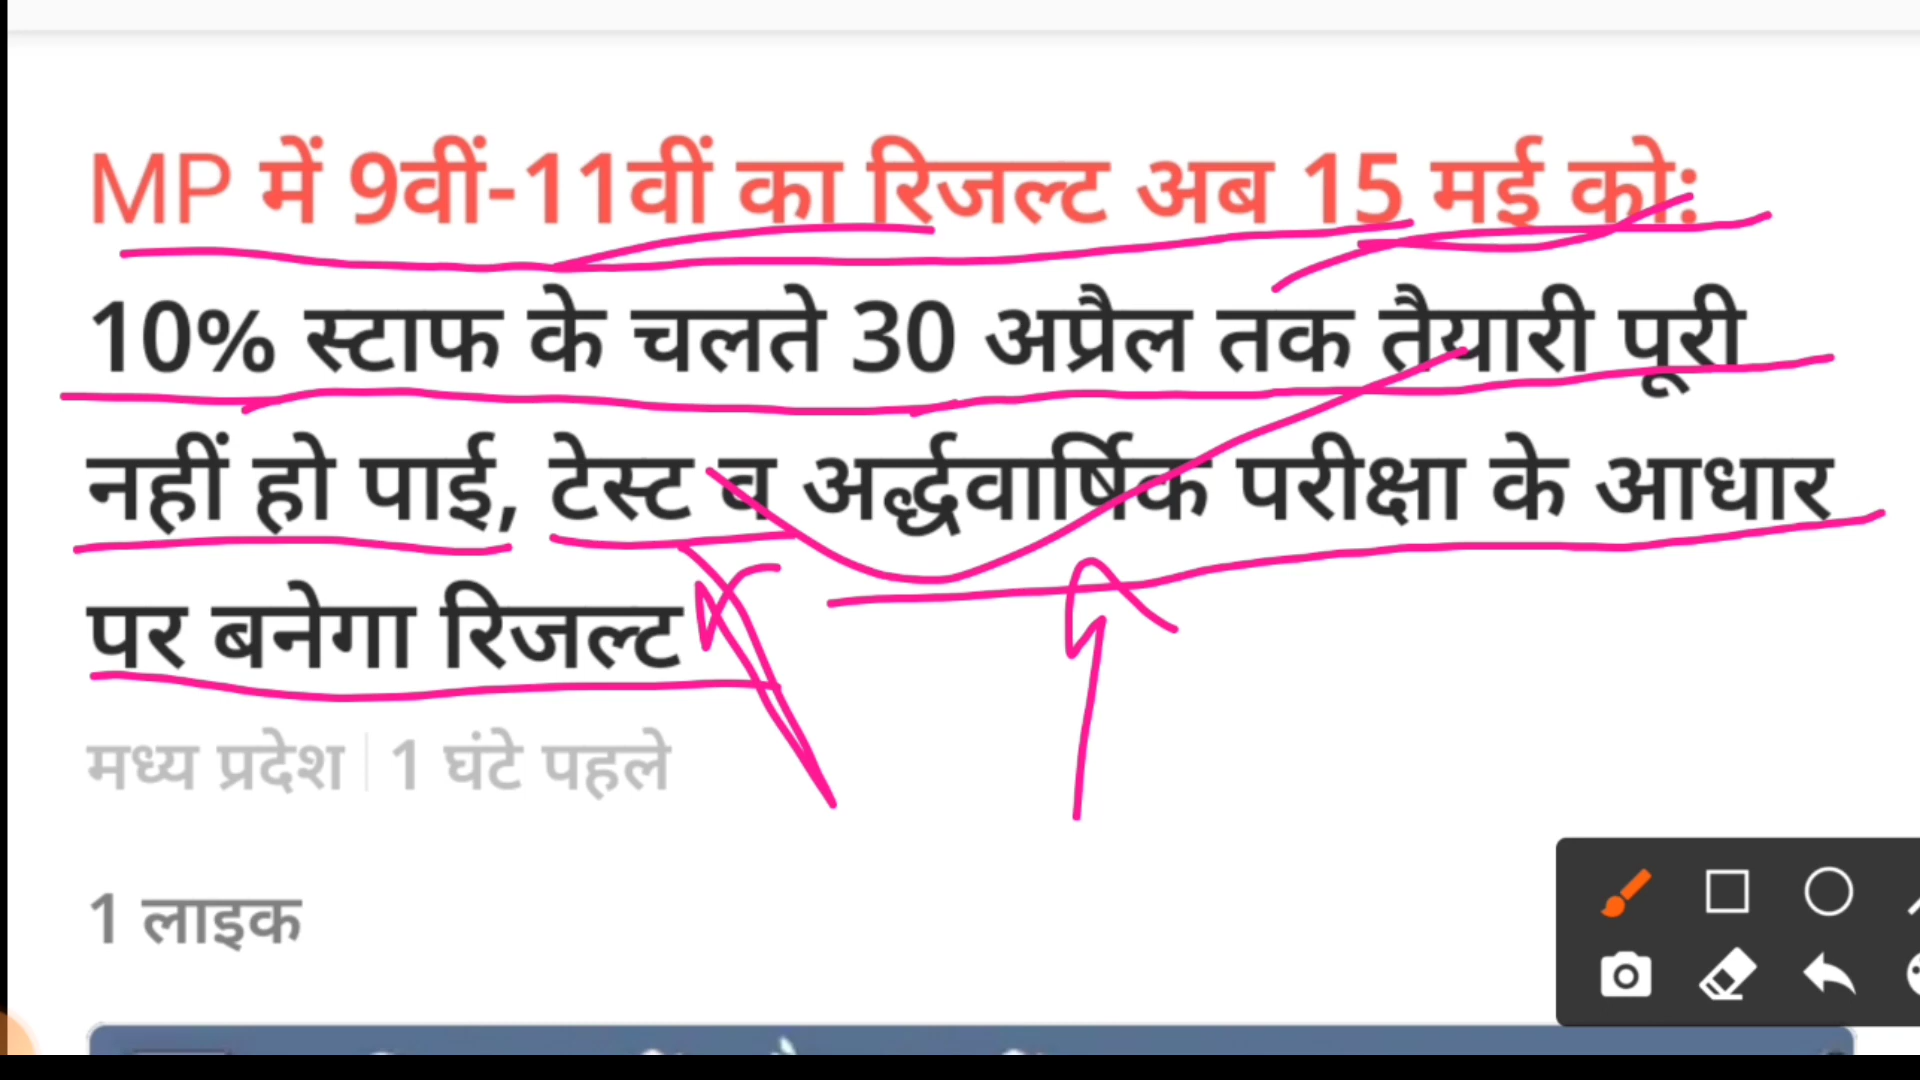 MP में 9वीं-11वीं का रिजल्ट अब 15 मई को:
10% स्टाफ के चलते 30 अप्रैल तक तैयारी पूरी
नहीं हो पाई, टेस्ट व अर्द्धवार्षिक परीक्षा के आधार
पर बनेगा रिजल्ट
मध्य प्रदेश | 1 घंटे पहले
1 लाइक